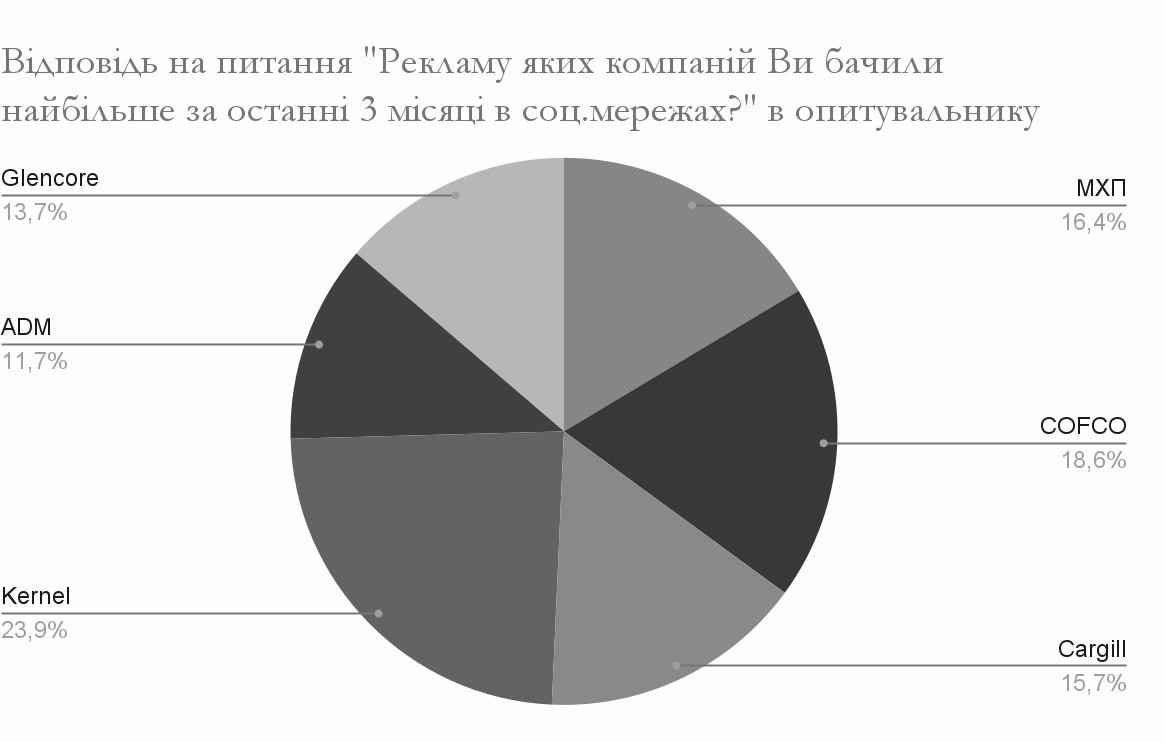 Відповідь на питання "Рекламу яких компаній Ви бачили
найбільше за останні 3 місяці в соц.мережах?" в опитувальнику
Glencore
13,7%
МХП
16,4%
ADM
11,7%
COFCO
18,6%
Kernel
23,9%
Cargill
15,7%